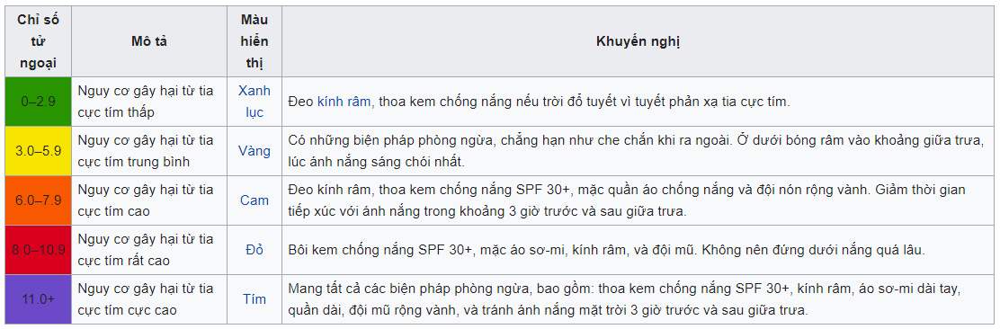 Chỉ số
tử
ngoại
Mô tả
Màu
hiển
thị
Khuyến nghị
0–2.9
Nguy cơ gây hại từ tia
cực tím thấp
Xanh
lục
Đeo kính râm, thoa kem chống nắng nếu trời đổ tuyết vì tuyết phản xạ tia cực tím.
3.0–5.9
Nguy cơ gây hại từ tia
cực tím trung bình
Vàng
Có những biện pháp phòng ngừa, chẳng hạn như che chắn khi ra ngoài. Ở dưới bóng râm vào khoảng giữa trưa,
lúc ánh nắng sáng chói nhất.
6.0–7.9
Nguy cơ gây hại từ tia
cực tím cao
Cam
Đeo kính râm, thoa kem chống nắng SPF 30+, mặc quần áo chống nắng và đội nón rộng vành. Giảm thời gian
tiếp xúc với ánh nắng trong khoảng 3 giờ trước và sau giữa trưa.
8.0–10.9
Nguy cơ gây hại từ tia
cực tím rất cao
Đỏ
Bôi kem chống nắng SPF 30+, mặc áo sơ-mi, kính râm, và đội mũ. Không nên đứng dưới nắng quá lâu.
11.0+
Nguy cơ gây hại từ tia
cực tím cực cao
Tím
Mang tất cả các biện pháp phòng ngừa, bao gồm: thoa kem chống nắng SPF 30+, kính râm, áo sơ-mi dài tay,
quần dài, đội mũ rộng vành, và tránh ánh nắng mặt trời 3 giờ trước và sau giữa trưa.